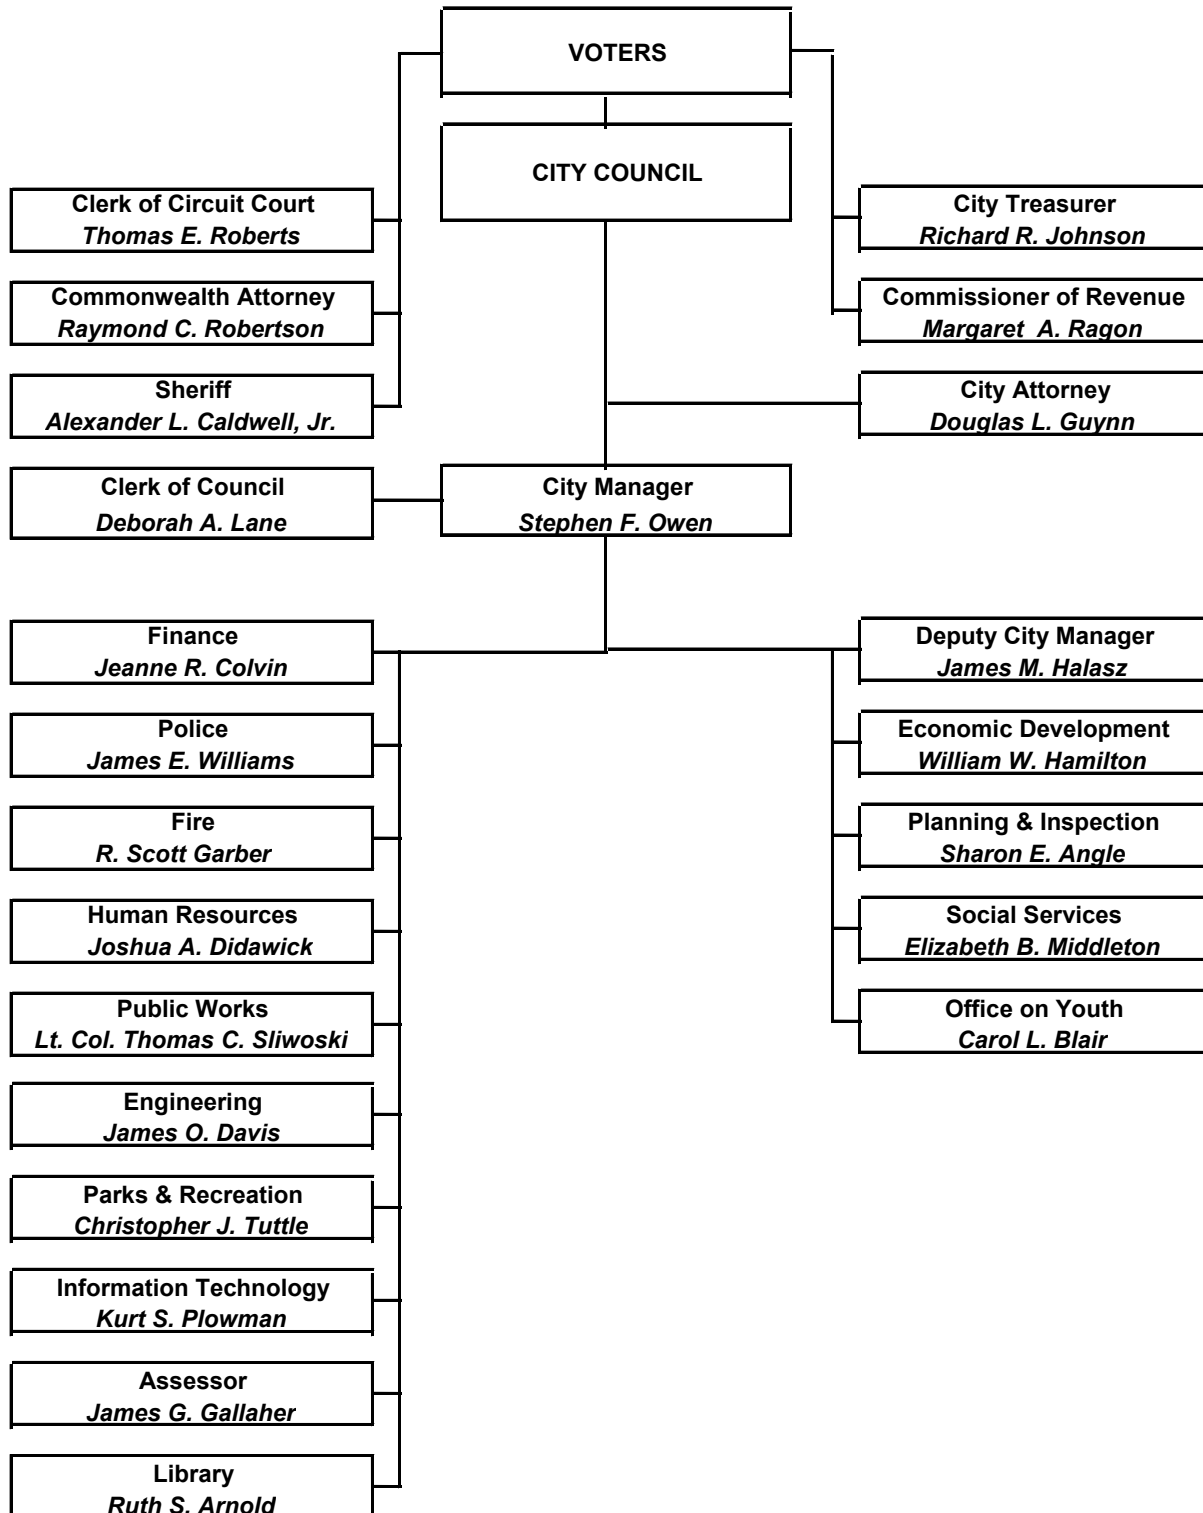 VOTERS
CITY COUNCIL
Clerk of Circuit Court
Thomas E. Roberts
City Treasurer
Richard R. Johnson
Commonwealth Attorney
Raymond C. Robertson
Commissioner of Revenue
Margaret  A. Ragon
Sheriff
Alexander L. Caldwell, Jr.
City Attorney
Douglas L. Guynn
Clerk of Council
Deborah A. Lane
City Manager
Stephen F. Owen
Finance
Jeanne R. Colvin
Deputy City Manager
James M. Halasz
Police
James E. Williams
Economic Development
William W. Hamilton
Fire
R. Scott Garber
Planning & Inspection
Sharon E. Angle
Human Resources
Joshua A. Didawick
Social Services
Elizabeth B. Middleton
Public Works
Lt. Col. Thomas C. Sliwoski
Office on Youth
Carol L. Blair
Engineering
James O. Davis
Parks & Recreation
Christopher J. Tuttle
Information Technology
Kurt S. Plowman
Assessor
James G. Gallaher
Library
Ruth S. Arnold